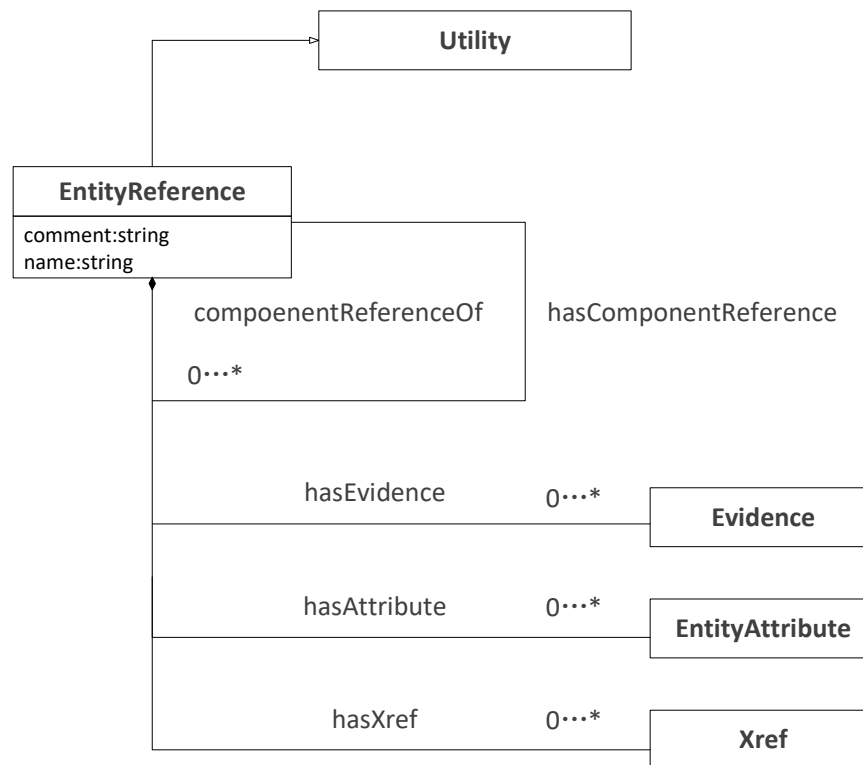 Utility
EntityReference
comment:string
name:string
compoenentReferenceOf
hasComponentReference
0···*
hasEvidence
0···*
Evidence
hasAttribute
0···*
EntityAttribute
hasXref
0···*
Xref